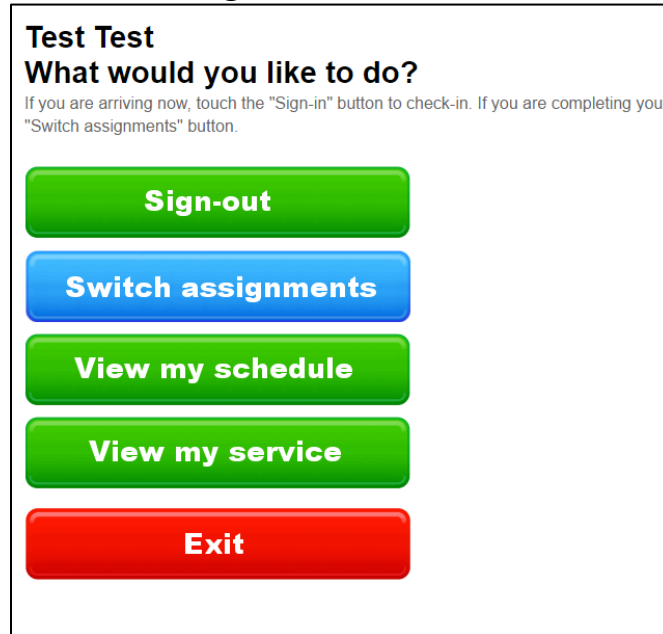 Test Test
What would you like to do?
If you are arriving now, touch the "Sign-in" button to check-in. If you are completing you
"Switch assignments" button.
Sign-out
Switch assignments
View my schedule
View my service
Exit